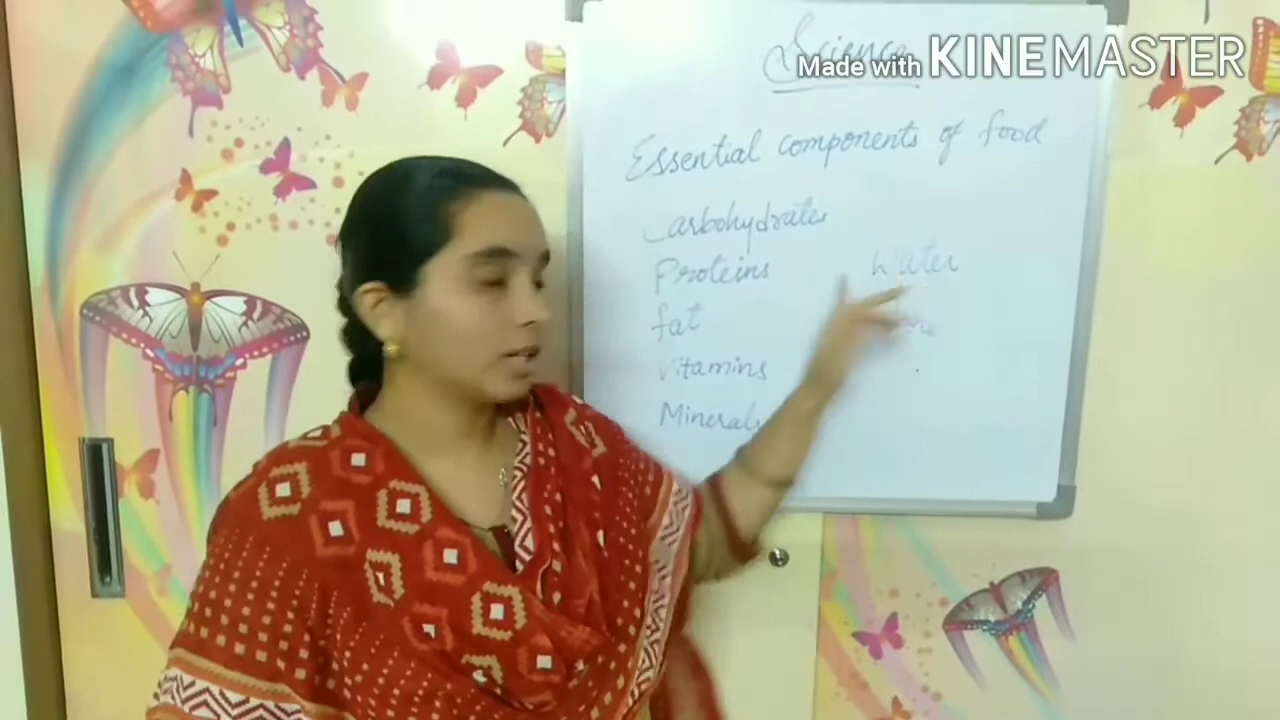 Science
Made with KINEMASTER
Essential components of food
Carbohydrates
Proteins
Water
fat
Vitamins
Minerals